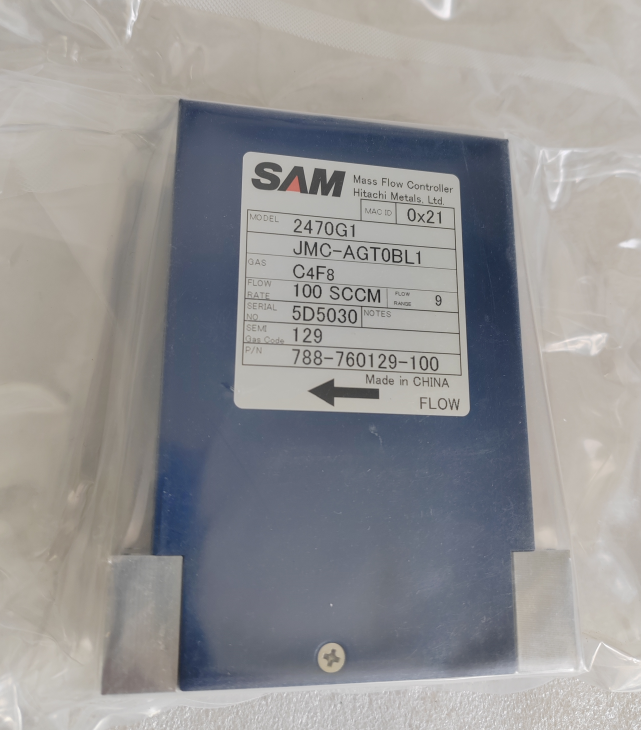 SAM Mass Flow Controller
Hitachi Metals, Ltd.
MAC ID 0x21
MODEL 2470G1
JMC-AGT0BL1
GAS C4F8
FLOW RATE 100 SCCM FLOW RANGE 9
SERIAL NO 5D5030 NOTES
SEMI Gas Code 129
P/N 788-760129-100
Made in CHINA
FLOW